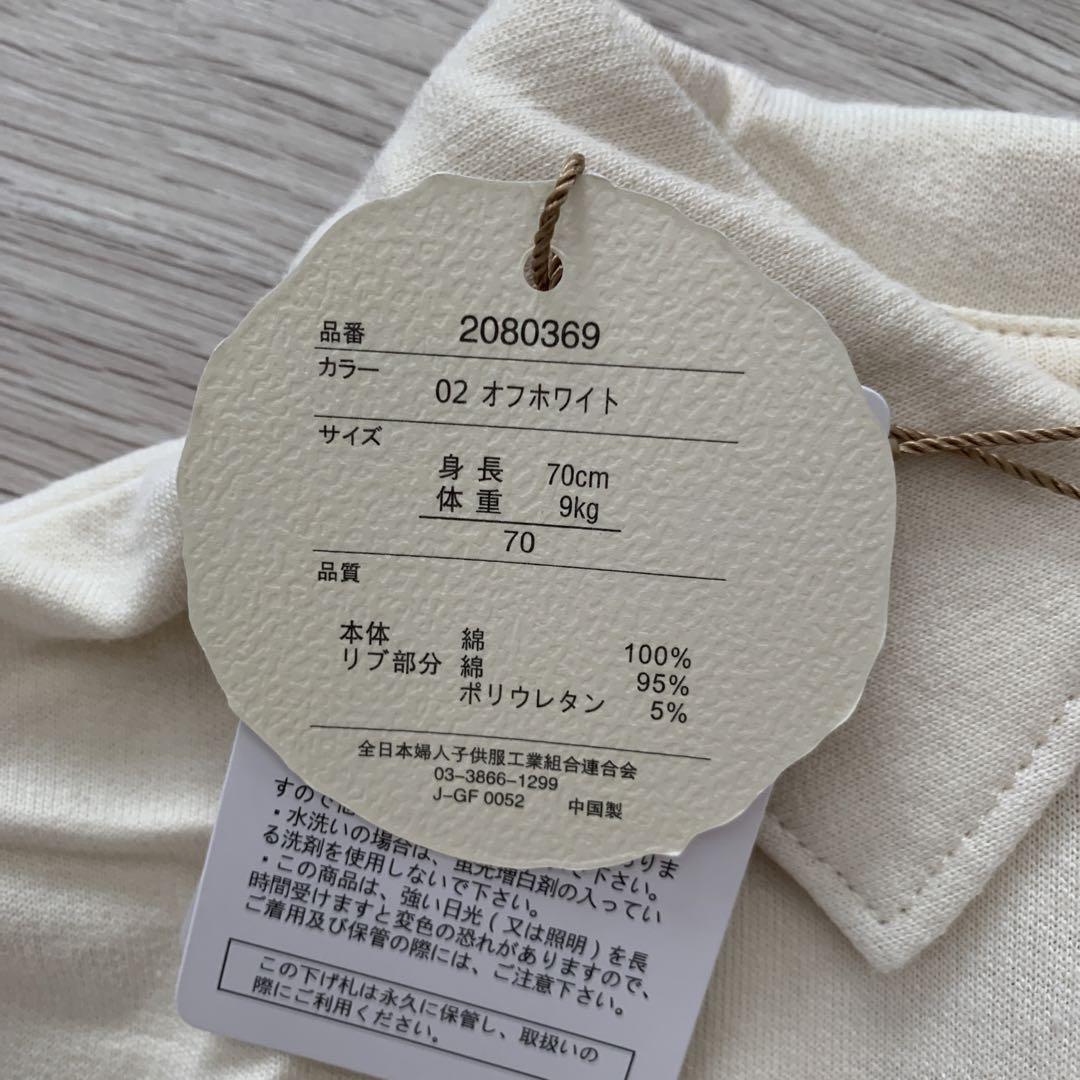 品番 2080369
カラー
02 オフホワイト
サイズ
身長 70cm
体重 9kg
70
品質
本体 綿 100%
リブ部分 綿 95%
ポリウレタン 5%
全日本婦人子供服工業組合連合会
03-3866-1299
J-GF 0052 中国製
すので
下さい。
・水洗いの場合は、蛍光増白剤の入ってい
る洗剤を使用しないで下さい。
・この商品は、強い日光(又は照明)を長
時間受けますと変色の恐れがありますので、
ご着用及び保管の際には、ご注意下さい。
この下げ札は永久に保管し、取扱いの
際にご利用ください。